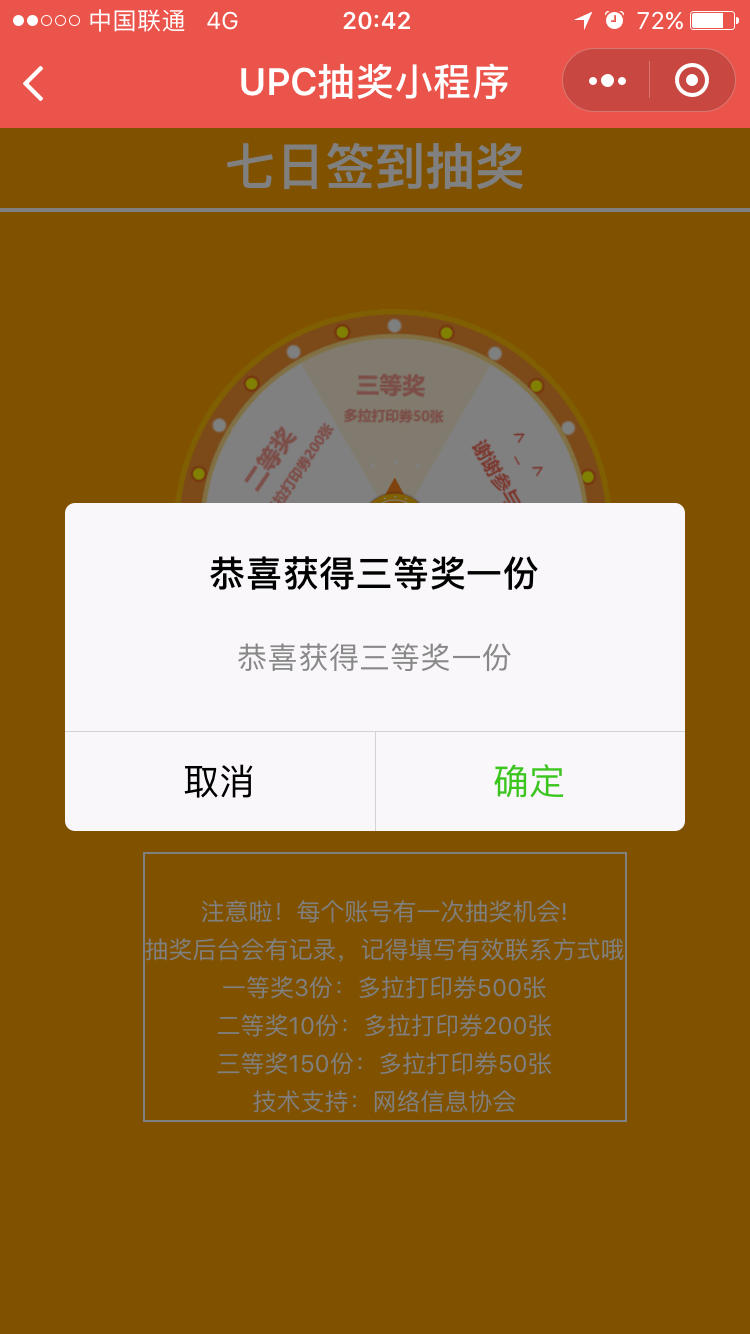 中国联通 4G 20:42 72%
UPC抽奖小程序
七日签到抽奖
三等奖
多拉打印券50张
二等奖
拉打印券200张
谢谢参与
恭喜获得三等奖一份
恭喜获得三等奖一份
取消 确定
注意啦！每个账号有一次抽奖机会!
抽奖后台会有记录，记得填写有效联系方式哦
一等奖3份：多拉打印券500张
二等奖10份：多拉打印券200张
三等奖150份：多拉打印券50张
技术支持：网络信息协会